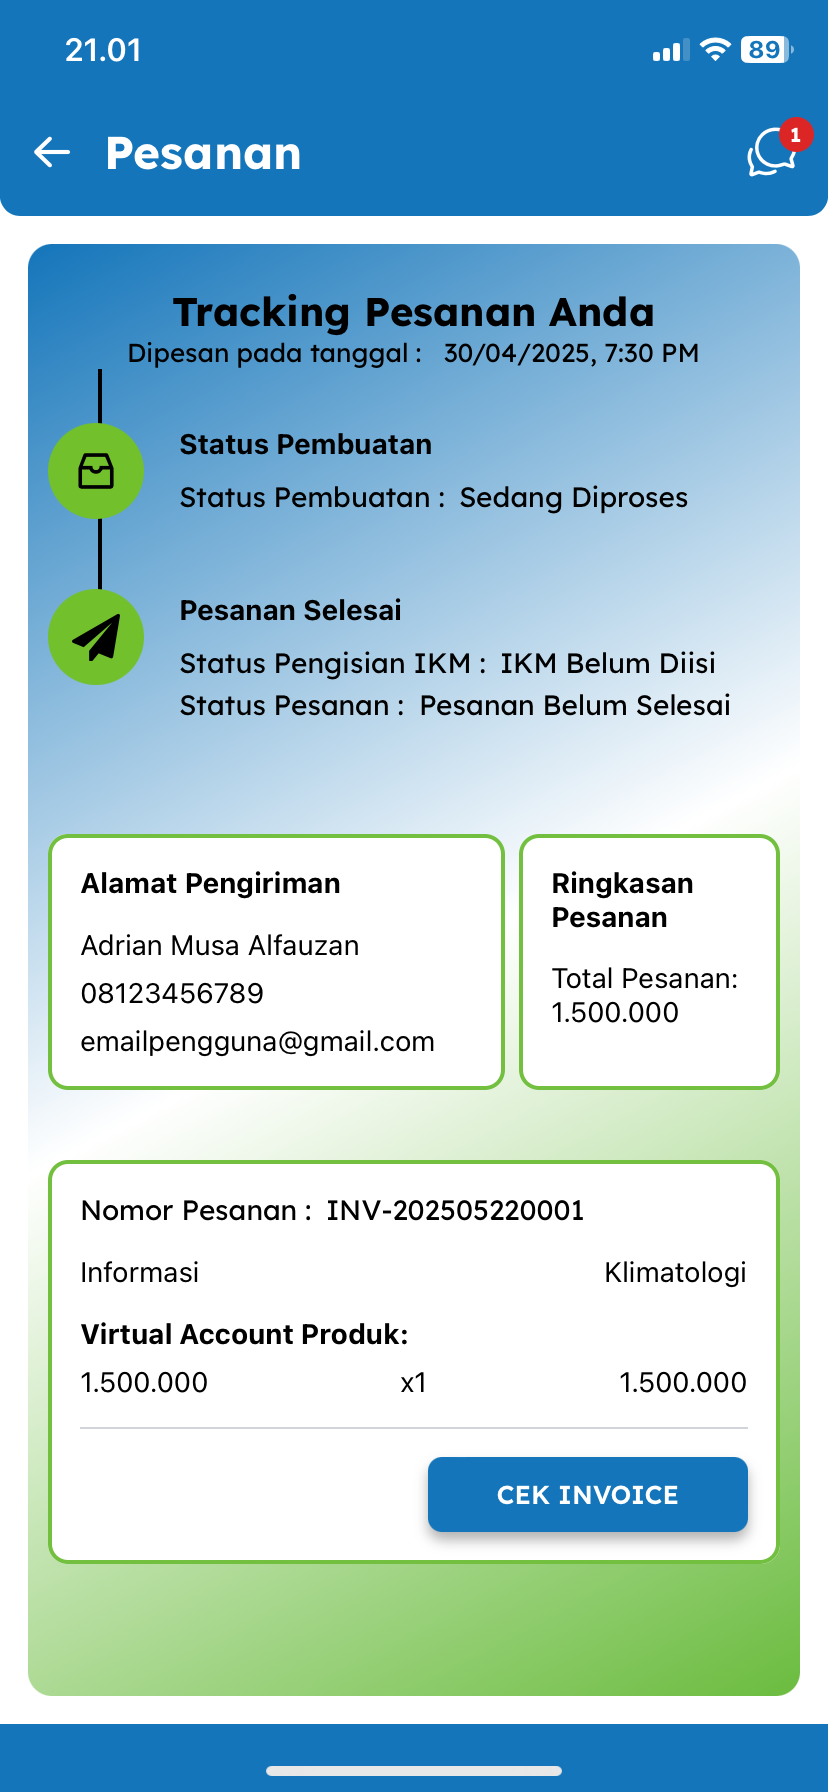 21.01
89
Pesanan
1
Tracking Pesanan Anda
Dipesan pada tanggal : 30/04/2025, 7:30 PM
Status Pembuatan
Status Pembuatan : Sedang Diproses
Pesanan Selesai
Status Pengisian IKM : IKM Belum Diisi
Status Pesanan : Pesanan Belum Selesai
Alamat Pengiriman
Adrian Musa Alfauzan
08123456789
emailpengguna@gmail.com
Ringkasan
Pesanan
Total Pesanan:
1.500.000
Nomor Pesanan : INV-202505220001
Informasi Klimatologi
Virtual Account Produk:
1.500.000 x1 1.500.000
CEK INVOICE